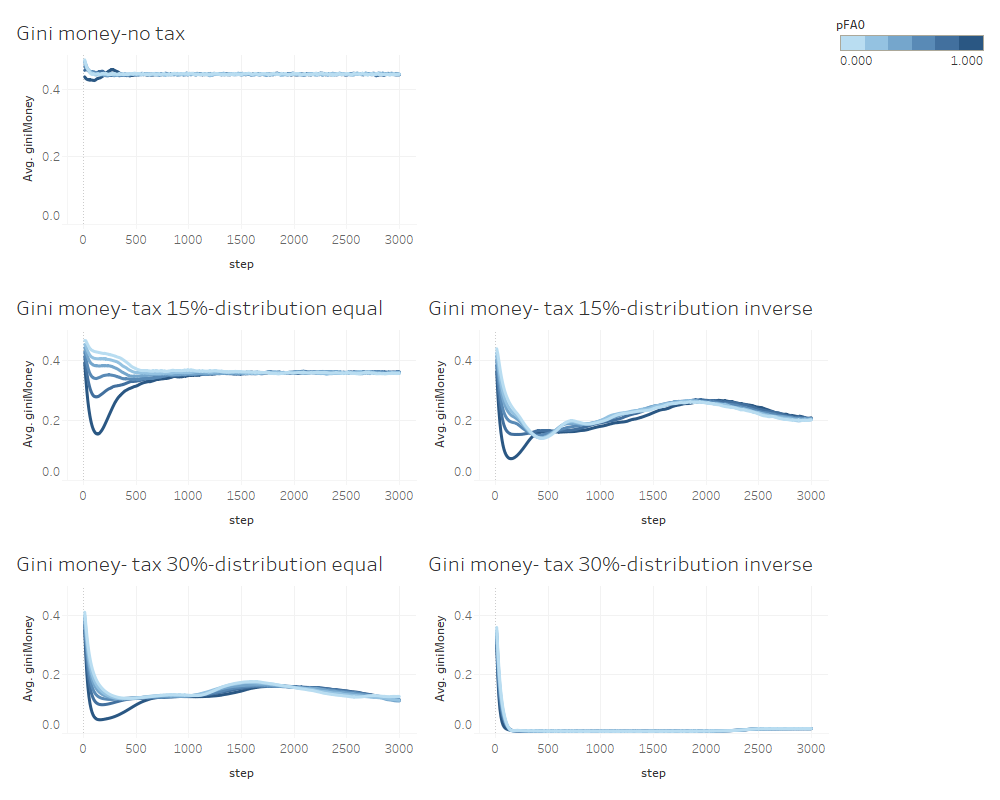 Gini money-no tax
pFA0
0.000 1.000
Avg. giniMoney
0.4
0.2
0.0
0 500 1000 1500 2000 2500 3000
step
Gini money- tax 15%-distribution equal
Avg. giniMoney
0.4
0.2
0.0
0 500 1000 1500 2000 2500 3000
step
Gini money- tax 15%-distribution inverse
Avg. giniMoney
0.4
0.2
0.0
0 500 1000 1500 2000 2500 3000
step
Gini money- tax 30%-distribution equal
Avg. giniMoney
0.4
0.2
0.0
0 500 1000 1500 2000 2500 3000
step
Gini money- tax 30%-distribution inverse
Avg. giniMoney
0.4
0.2
0.0
0 500 1000 1500 2000 2500 3000
step